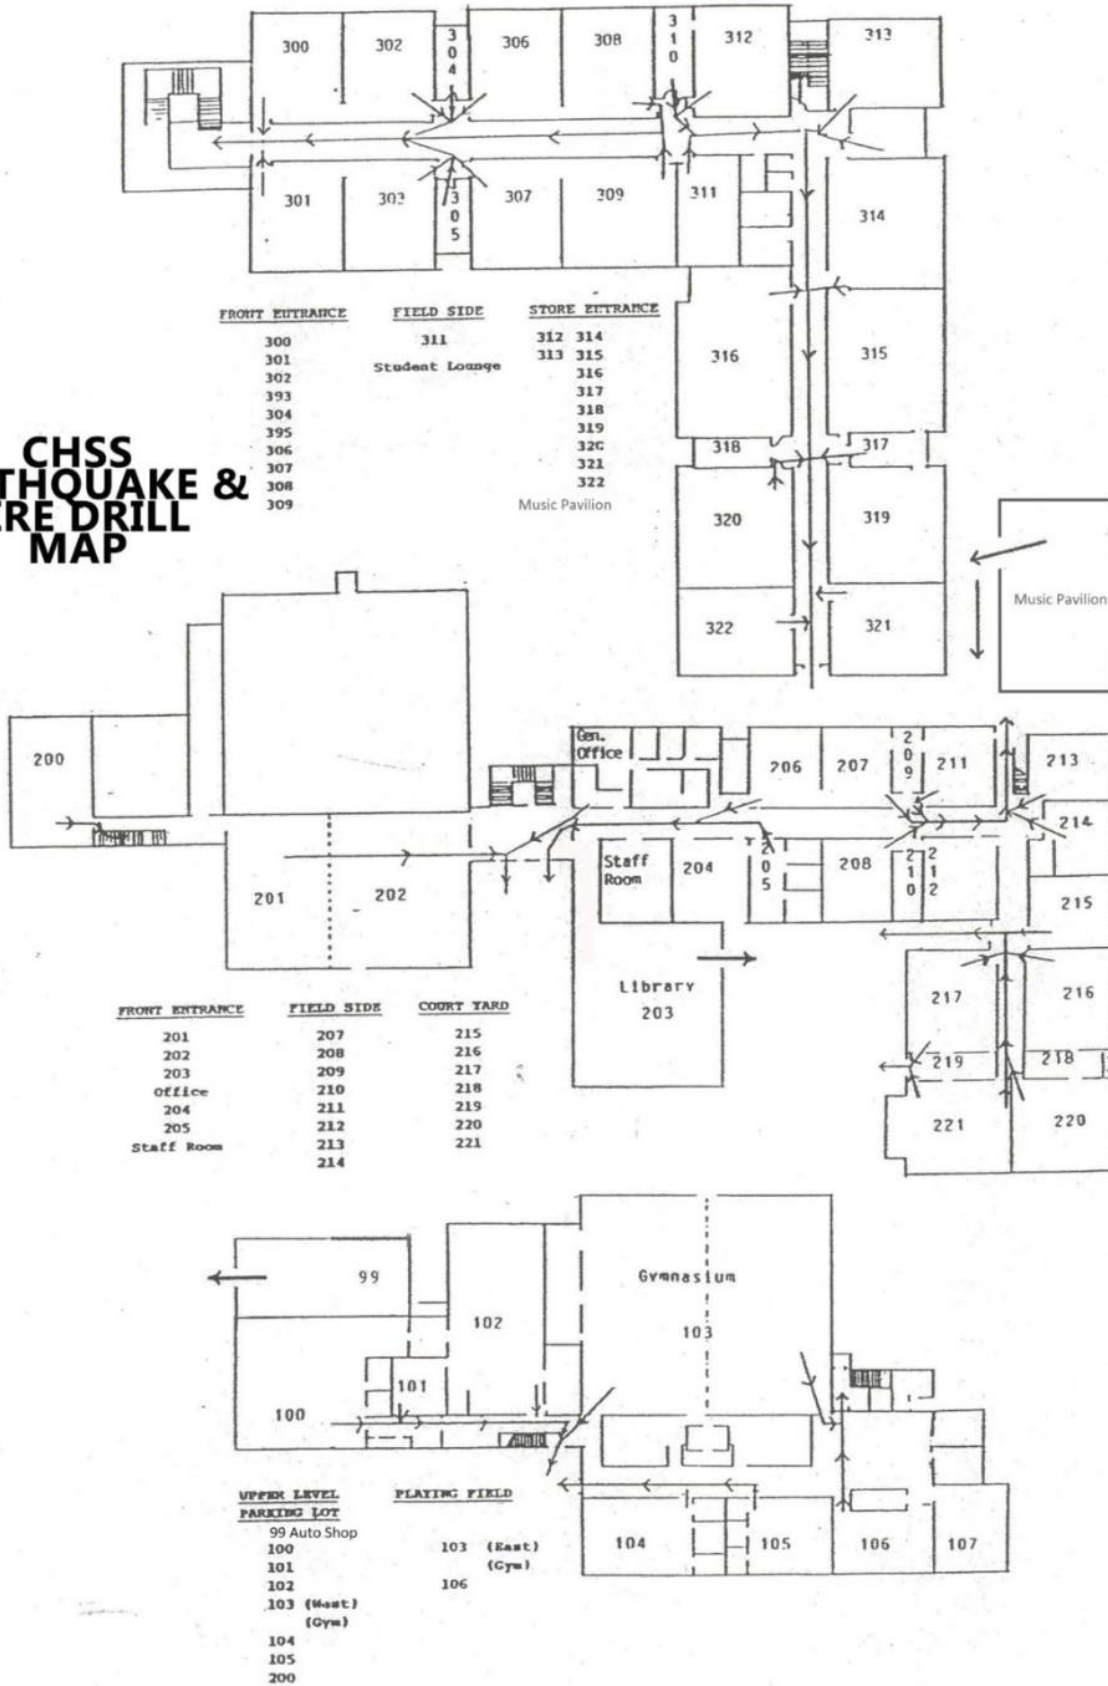 300 302 304 306 308 310 312 313
301 303 305 307 309 311 314
FRONT ENTRANCE FIELD SIDE STORE ENTRANCE
300 311 312 314
301 Student Lounge 313 315
302 316
393 317
304 318
395 319
306 320
307 321
308 322
309 Music Pavilion
316 315
318 317
320 319
322 321
Music Pavilion
CHSS
THQUAKE &
IRE DRILL
MAP
200 201 202
Gen.
Office
206 207 209 211 213
Staff
Room
204 205 208 210 212 214
215
Library
203
217 216
219 218
221 220
FRONT ENTRANCE FIELD SIDE COURT YARD
201 207 215
202 208 216
203 209 217
Office 210 218
204 211 219
205 212 220
Staff Room 213 221
214
99
100 101 102
Gymnasium
103
104 105 106 107
UPPER LEVEL PLAYING FIELD
PARKING LOT
99 Auto Shop
100 103 (East)
101 (Gym)
102 106
103 (West)
(Gym)
104
105
200